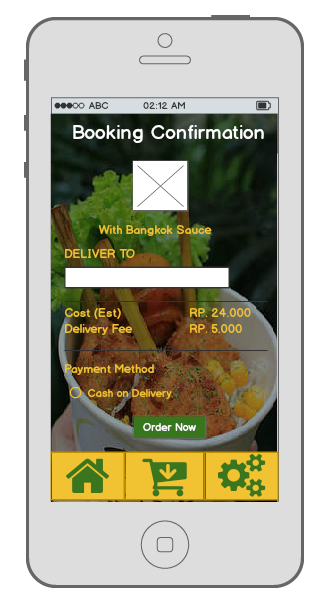 ABC 02:12 AM
Booking Confirmation
With Bangkok Sauce
DELIVER TO
Cost (Est) RP. 24.000
Delivery Fee RP. 5.000
Payment Method
Cash on Delivery
Order Now